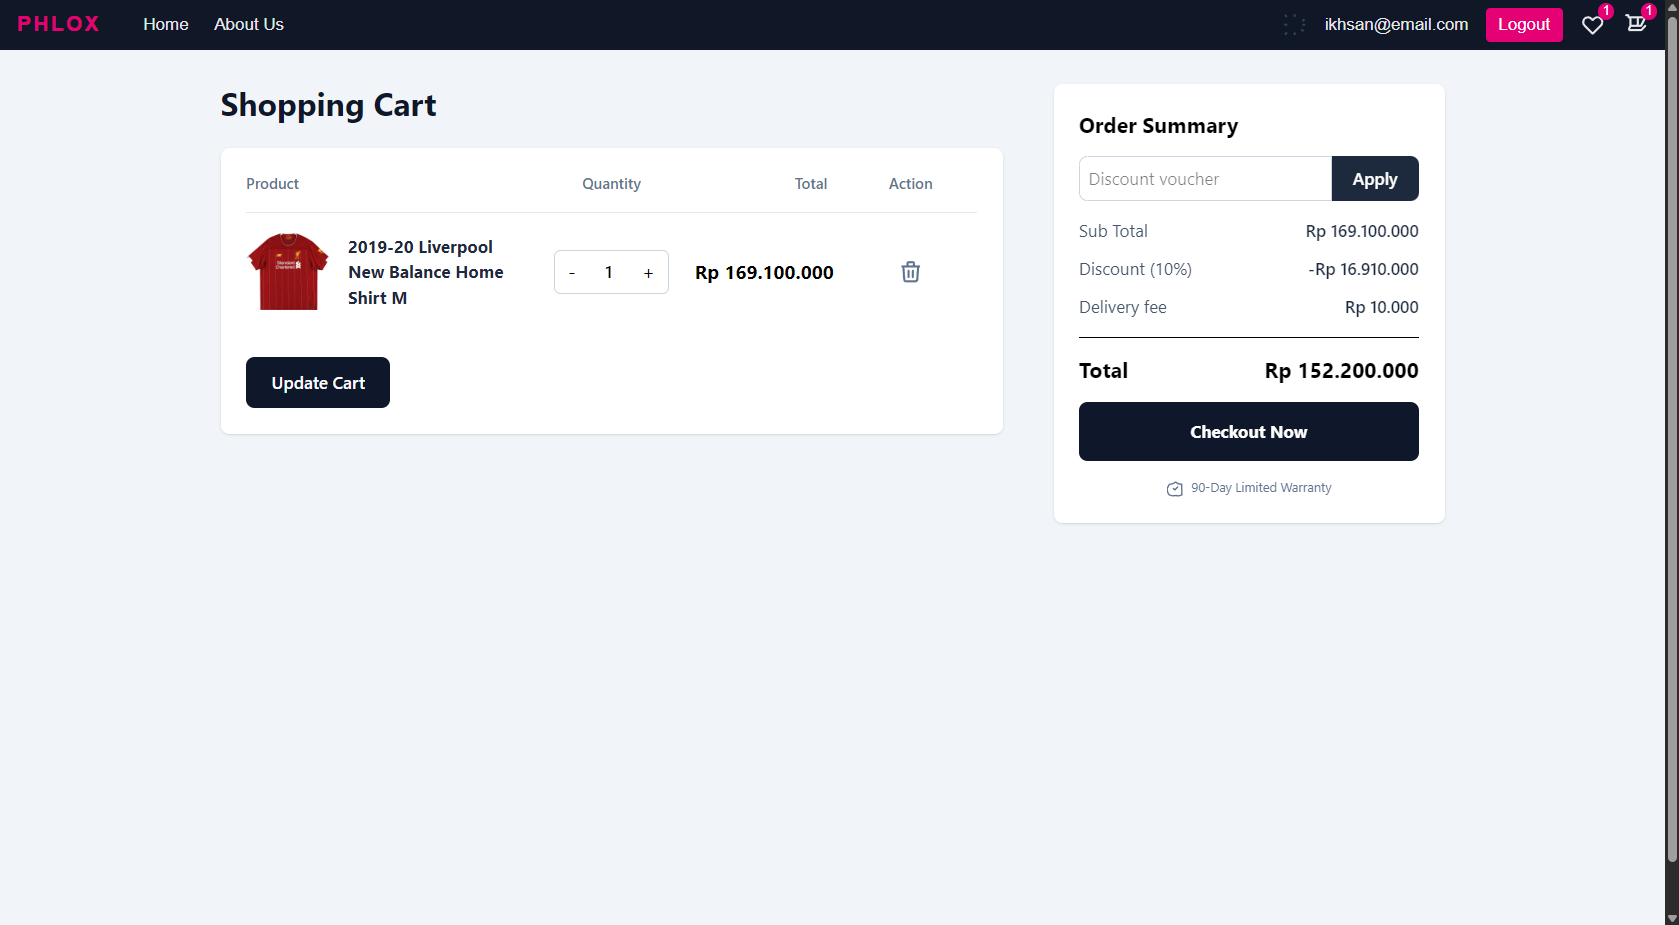 PHLOX
Home
About Us
ikhsan@email.com
Logout
1
1
Shopping Cart
Product
Quantity
Total
Action
2019-20 Liverpool
New Balance Home
Shirt M
-
1
+
Rp 169.100.000
Update Cart
Order Summary
Discount voucher
Apply
Sub Total
Rp 169.100.000
Discount (10%)
-Rp 16.910.000
Delivery fee
Rp 10.000
Total
Rp 152.200.000
Checkout Now
90-Day Limited Warranty